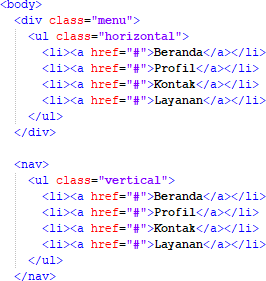 <body>
<div class="menu">
<ul class="horizontal">
<li><a href="#">Beranda</a></li>
<li><a href="#">Profil</a></li>
<li><a href="#">Kontak</a></li>
<li><a href="#">Layanan</a></li>
</ul>
</div>
<nav>
<ul class="vertical">
<li><a href="#">Beranda</a></li>
<li><a href="#">Profil</a></li>
<li><a href="#">Kontak</a></li>
<li><a href="#">Layanan</a></li>
</ul>
</nav>